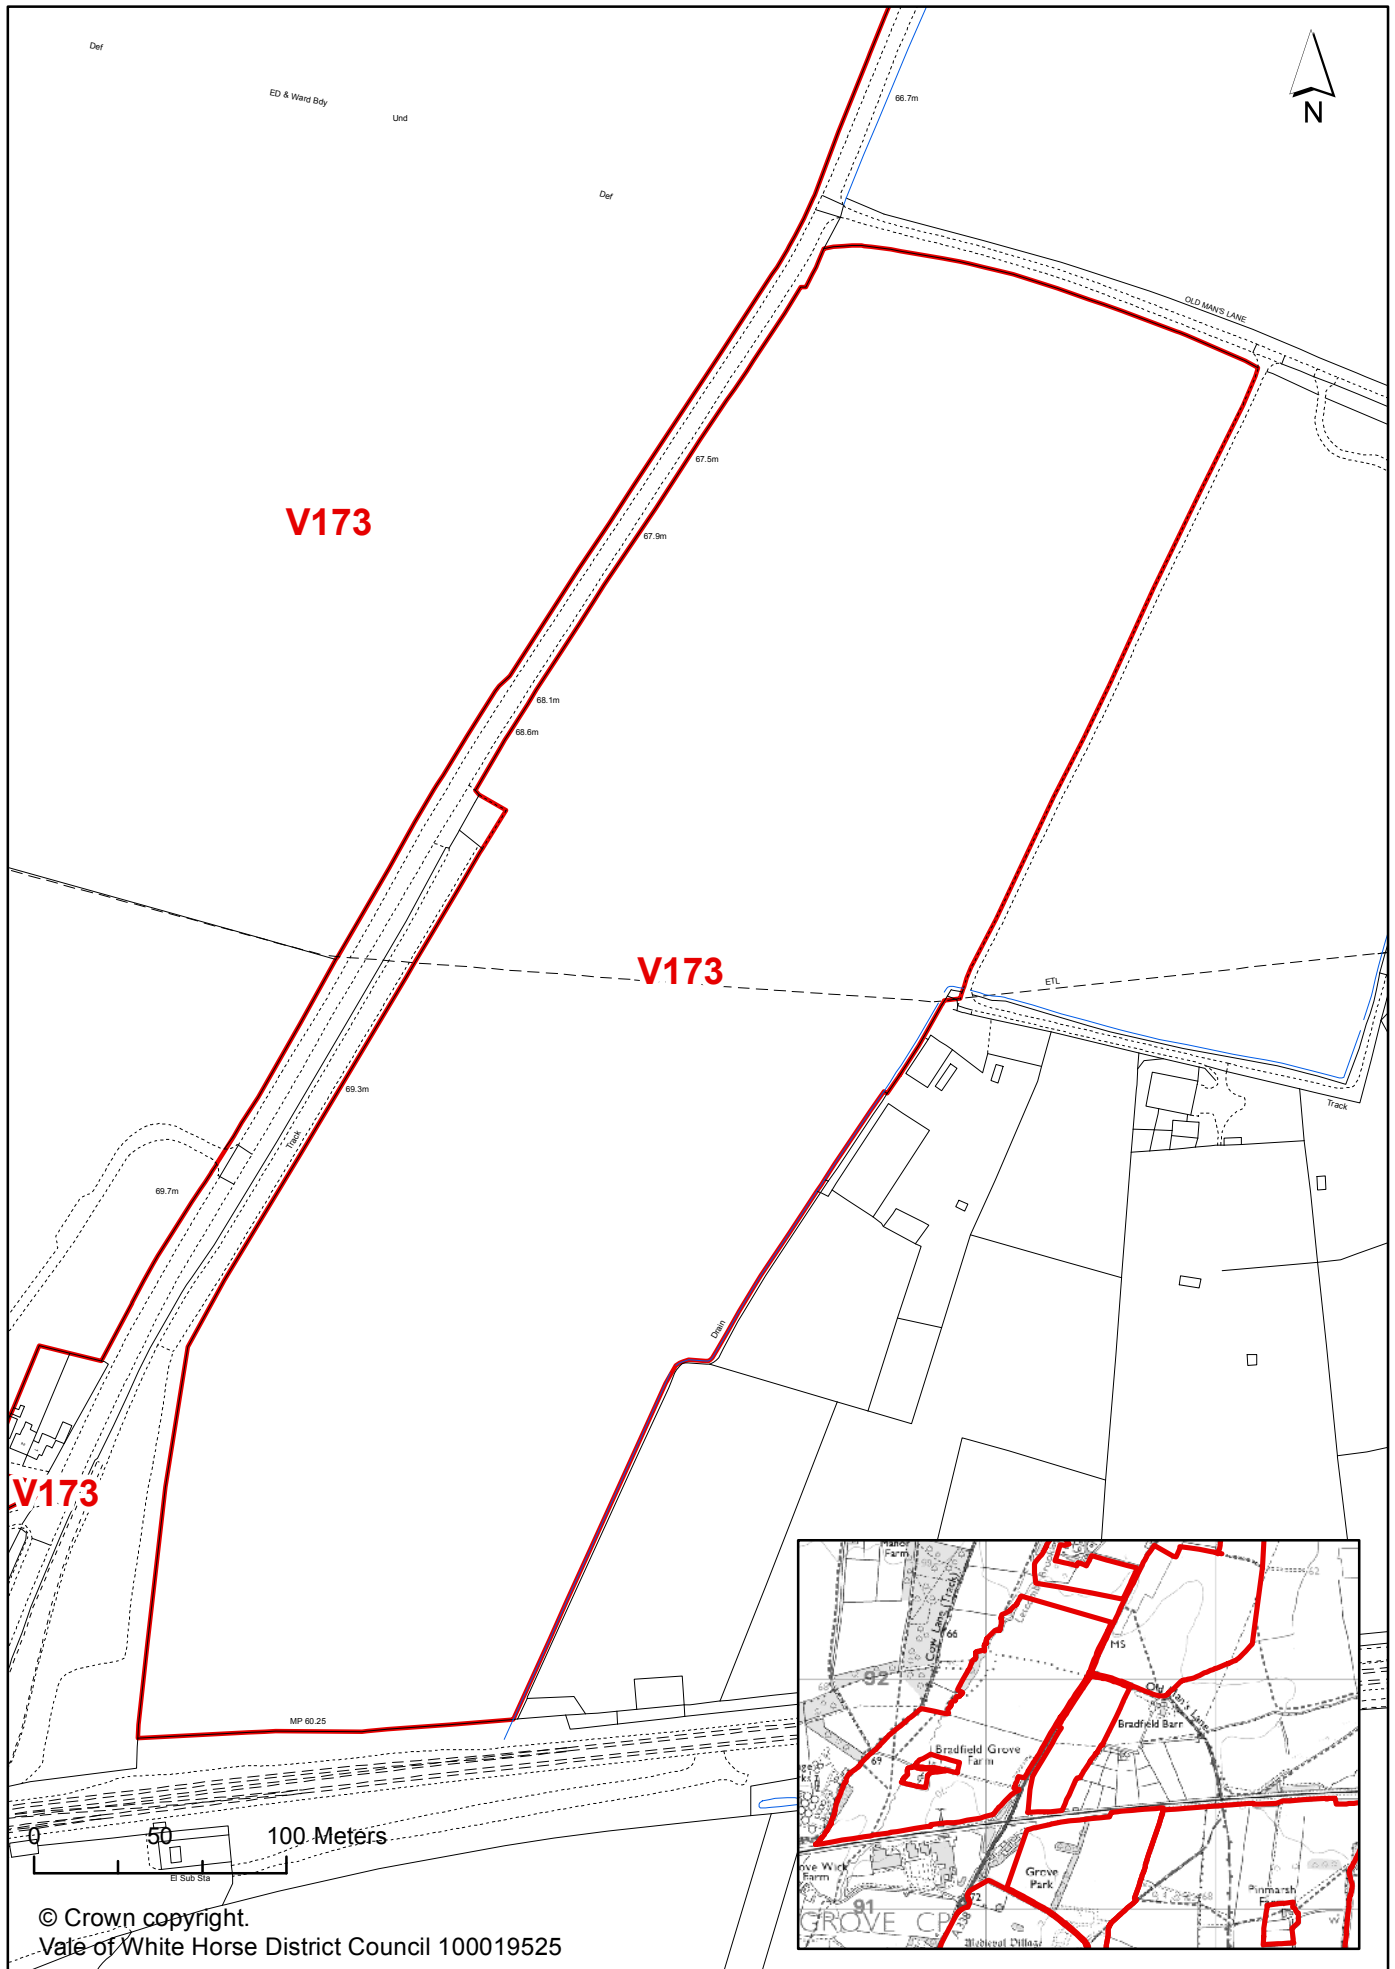 Def
ED & Ward Bdy
Und
Def
66.7m
N
OLD MAN'S LANE
67.5m
V173
67.9m
68.1m
68.6m
V173
ETL
69.3m
Track
Track
69.7m
Drain
V173
MP 60.25
0 50 100 Meters
El Sub Sta
© Crown copyright.
Vale of White Horse District Council 100019525
Manor
Farm
Cow Lane (Track)
66
62
MS
92
68
Old Man's Lane
Bradfield Barn
Bradfield Grove
Farm
69
Farm
Grove
Park
72
91
GROVE CP
A338
68
Pinmarsh
W
Medieval Village